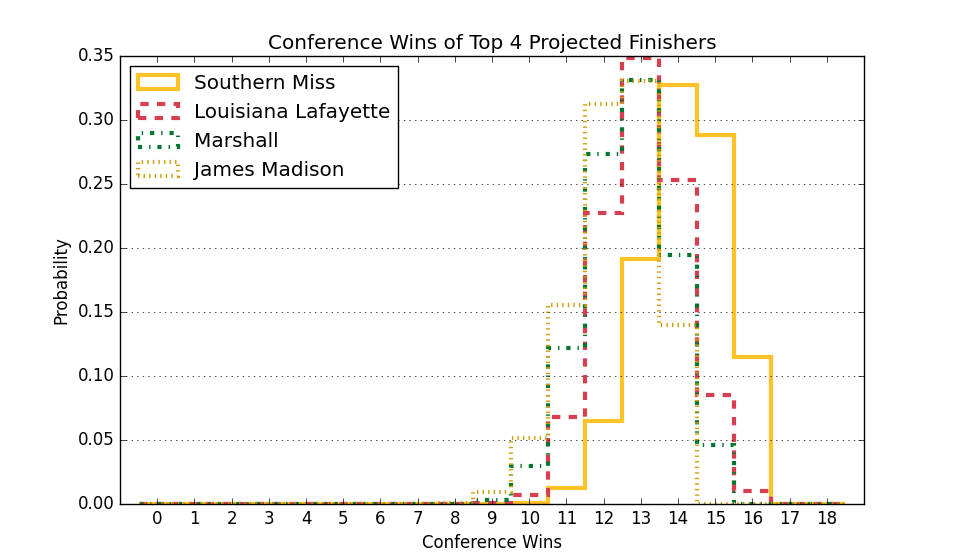 Conference Wins of Top 4 Projected Finishers
Southern Miss
Louisiana Lafayette
Marshall
James Madison
0.35
0.30
0.25
0.20
0.15
0.10
0.05
0.00
Probability
0 1 2 3 4 5 6 7 8 9 10 11 12 13 14 15 16 17 18
Conference Wins